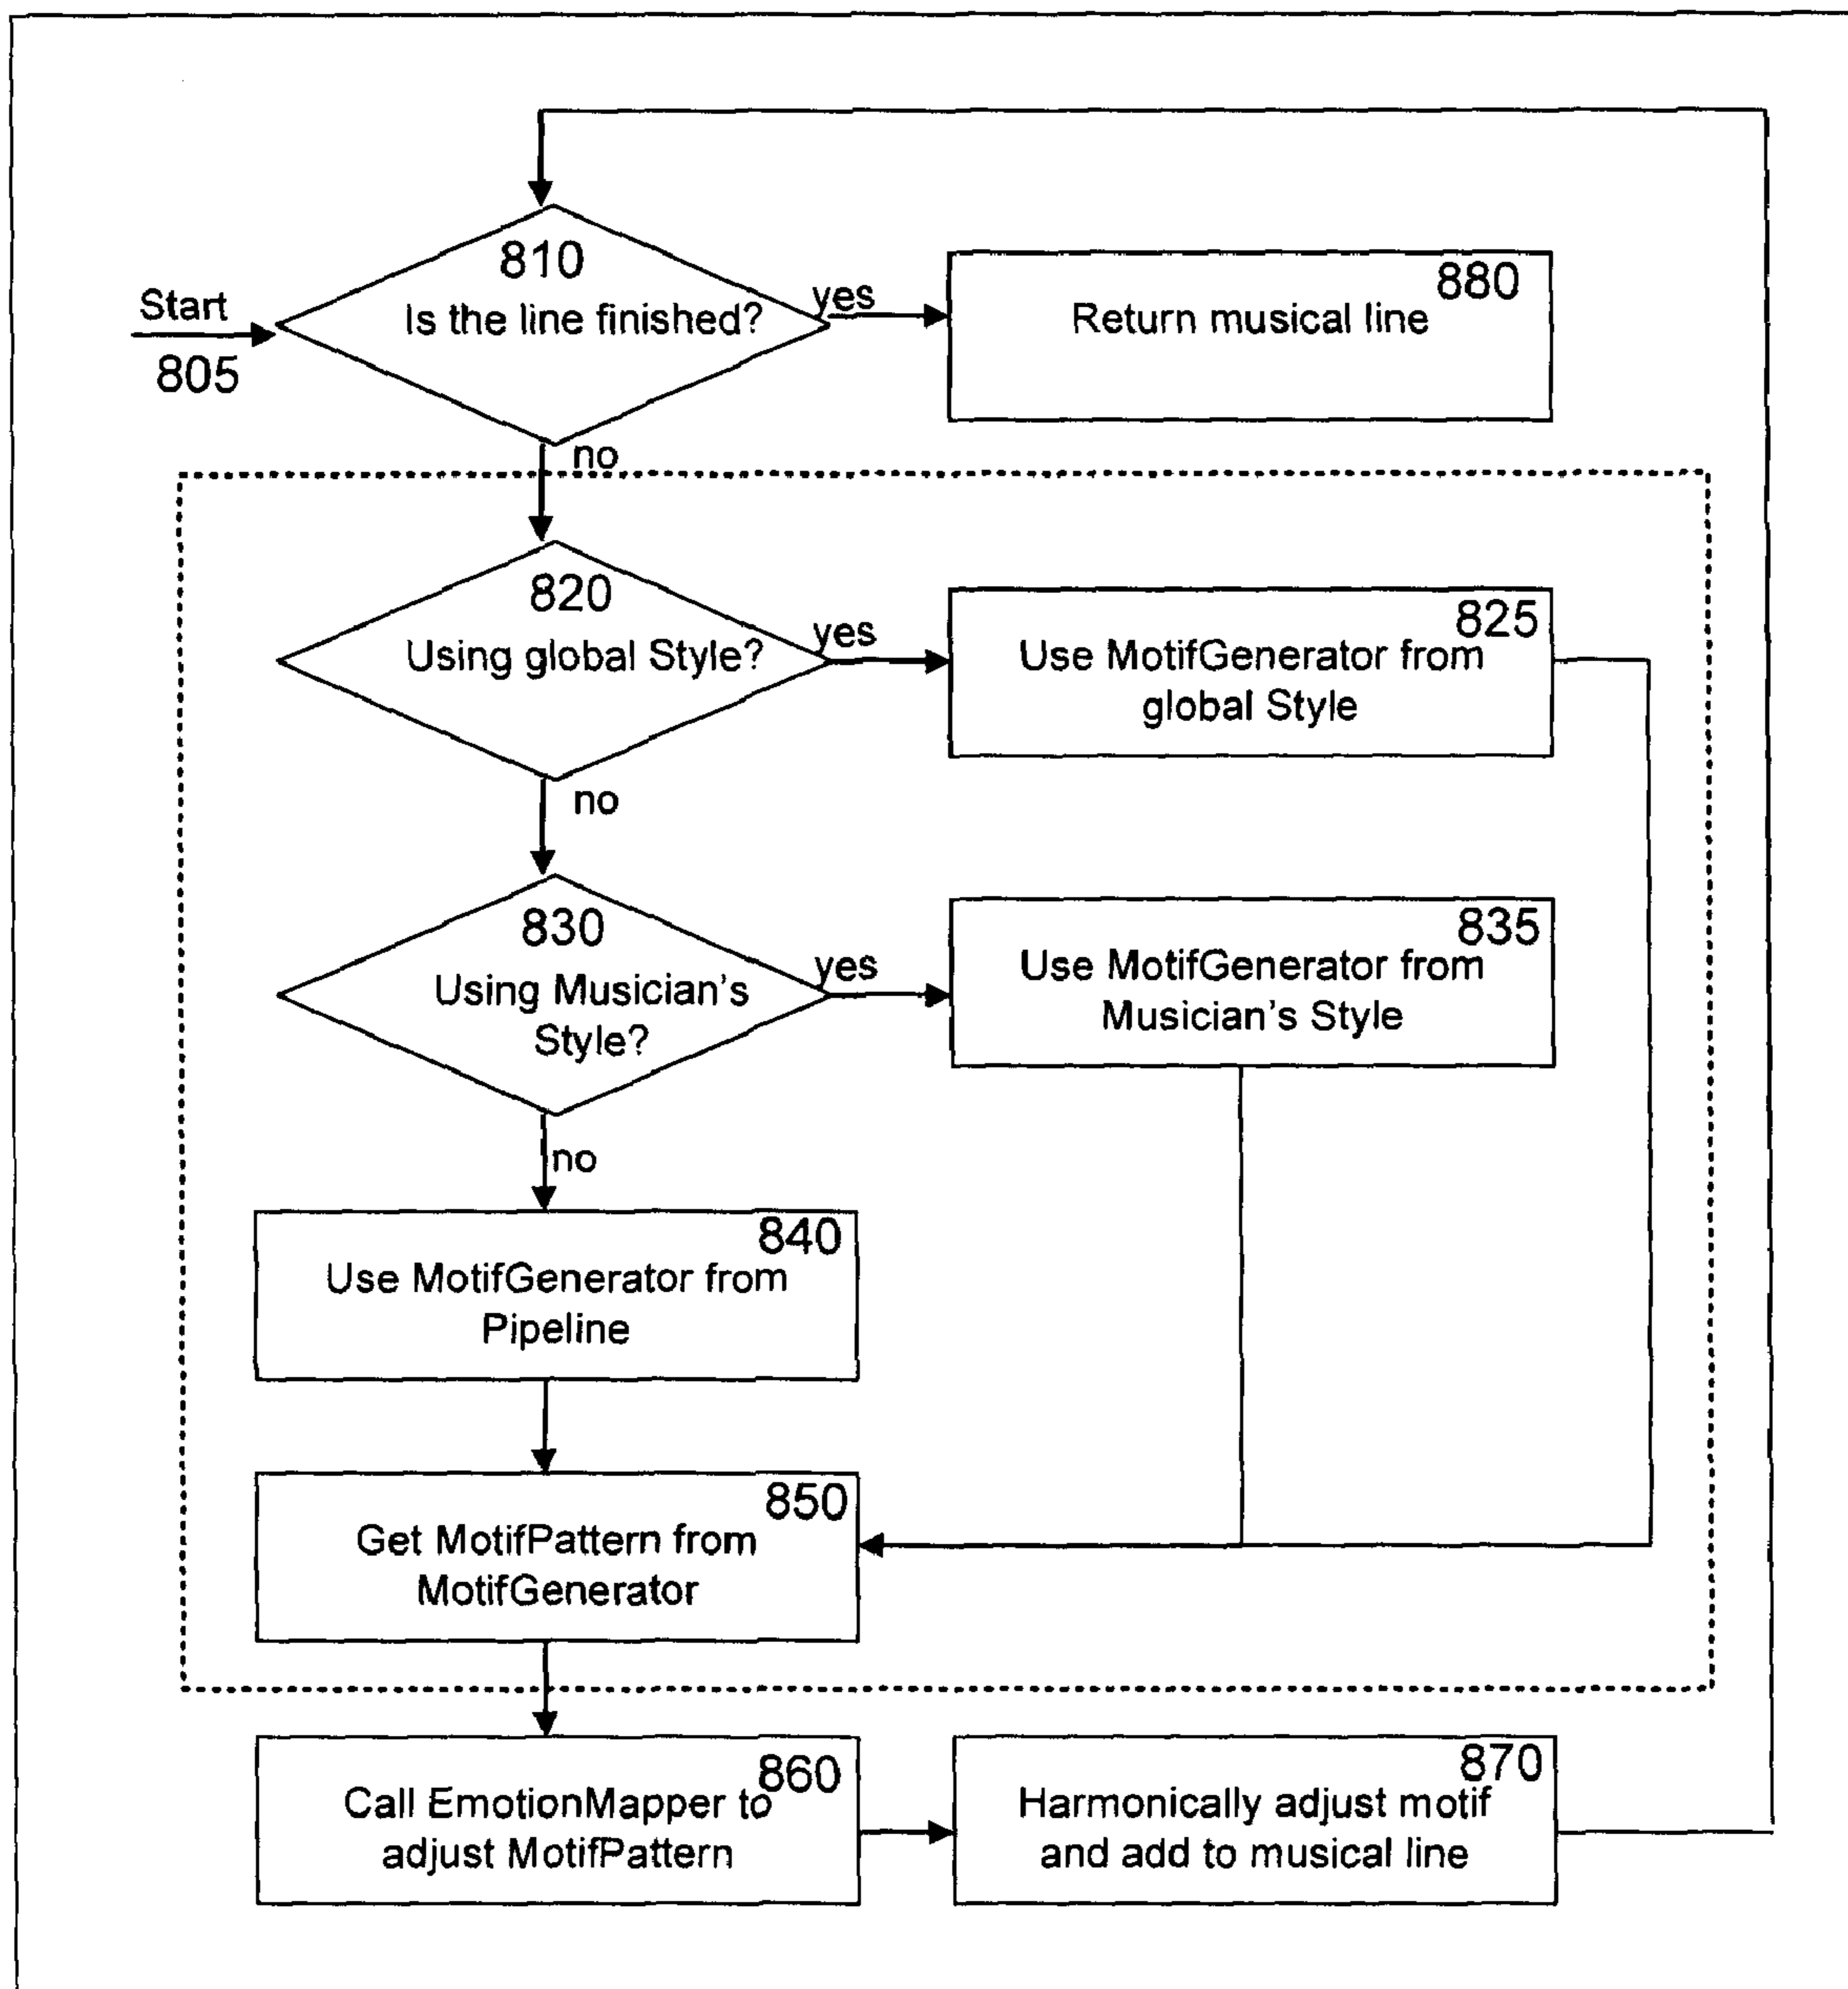 810
Is the line finished?
Start
805
yes
880
Return musical line
no
820
Using global Style?
yes
825
Use MotifGenerator from
global Style
no
830
Using Musician's
Style?
yes
835
Use MotifGenerator from
Musician's Style
no
840
Use MotifGenerator from
Pipeline
850
Get MotifPattern from
MotifGenerator
860
Call EmotionMapper to
adjust MotifPattern
870
Harmonically adjust motif
and add to musical line